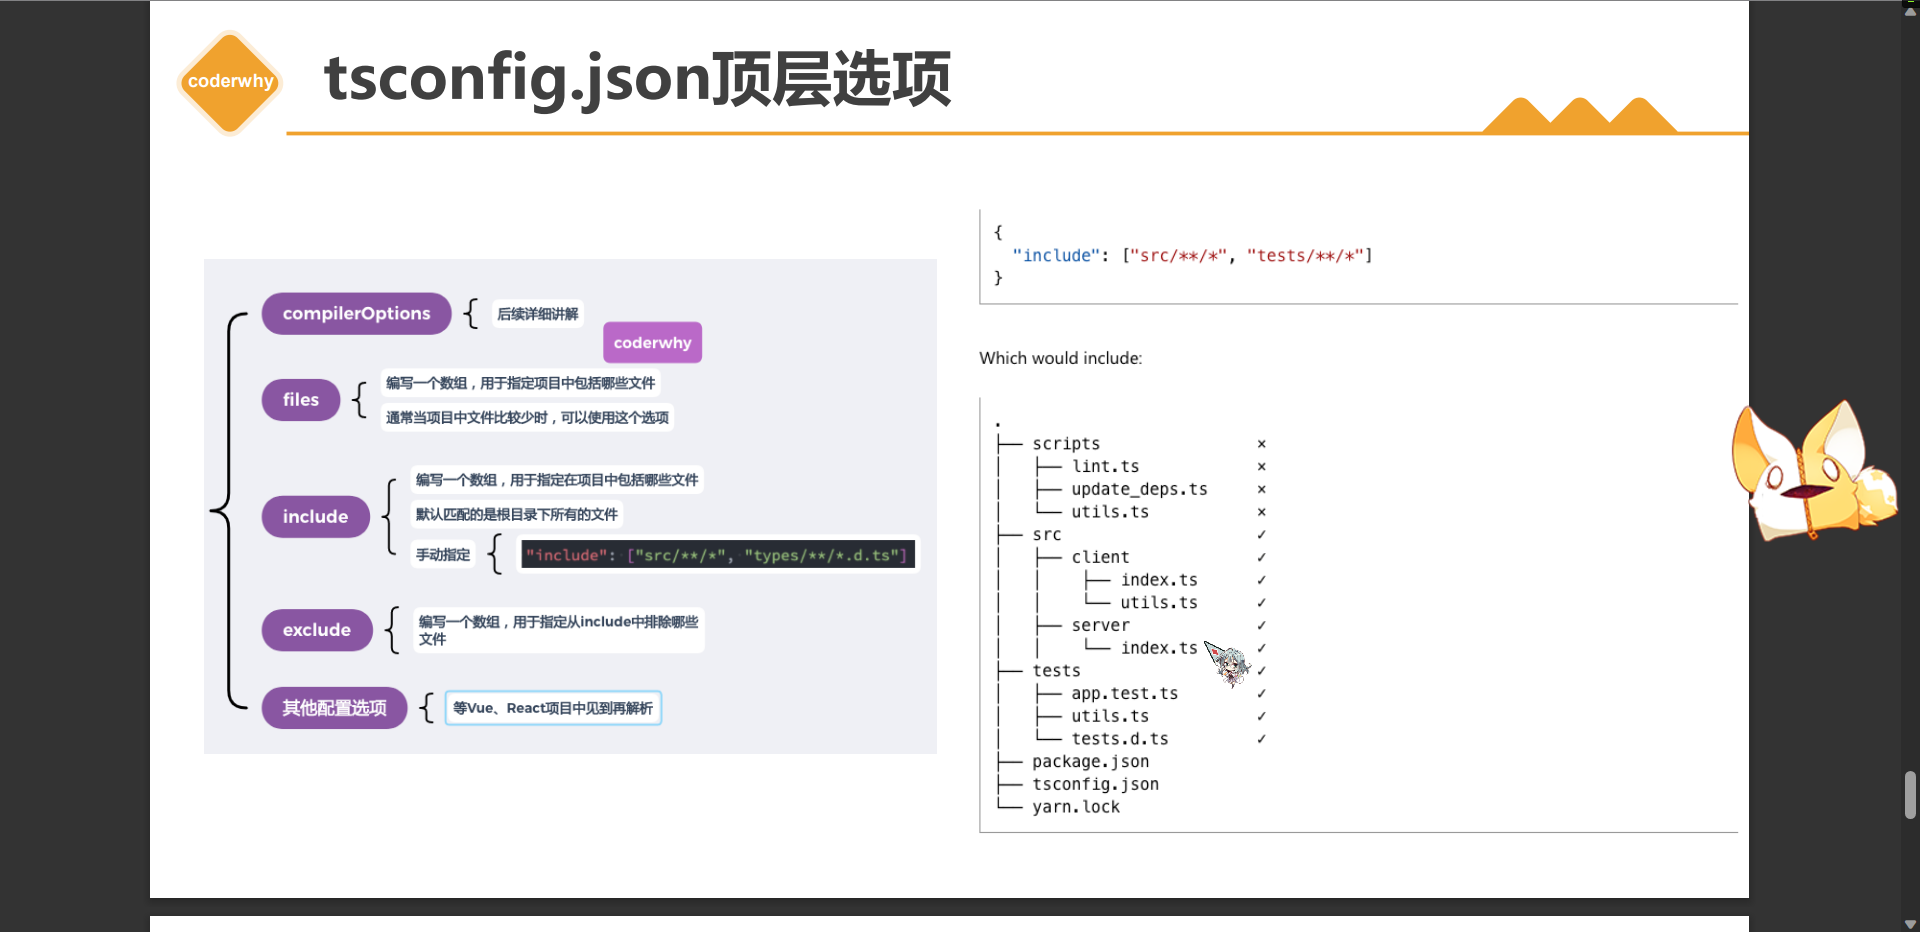 coderwhy
tsconfig.json顶层选项
compilerOptions
后续详细讲解
coderwhy
files
编写一个数组，用于指定项目中包括哪些文件
通常当项目中文件比较少时，可以使用这个选项
include
编写一个数组，用于指定在项目中包括哪些文件
默认匹配的是根目录下所有的文件
手动指定
"include": ["src/**/*", "types/**/*.d.ts"]
exclude
编写一个数组，用于指定从include中排除哪些
文件
其他配置选项
等Vue、React项目中见到再解析
{
"include": ["src/**/*", "tests/**/*"]
}
Which would include:
.
├── scripts ×
│   ├── lint.ts ×
│   ├── update_deps.ts ×
│   └── utils.ts ×
├── src ✓
│   ├── client ✓
│   │    ├── index.ts ✓
│   │    └── utils.ts ✓
│   ├── server ✓
│   │    └── index.ts ✓
├── tests ✓
│   ├── app.test.ts ✓
│   ├── utils.ts ✓
│   └── tests.d.ts ✓
├── package.json
├── tsconfig.json
└── yarn.lock